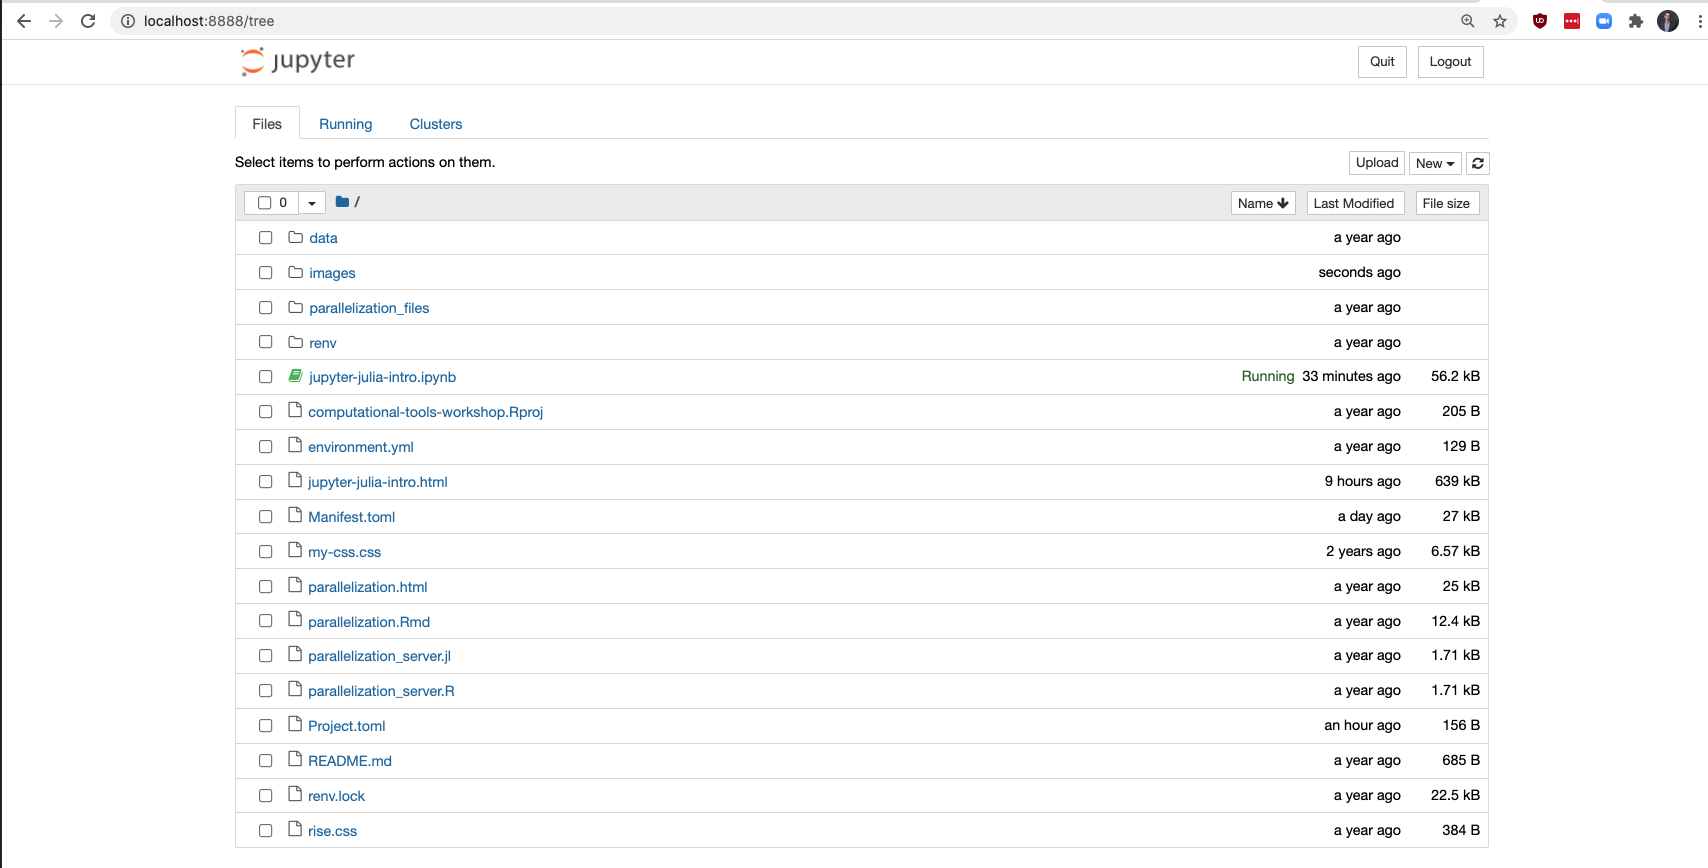 localhost:8888/tree
jupyter
Quit Logout
Files Running Clusters
Select items to perform actions on them.
Upload New
0 / Name Last Modified File size
data a year ago
images seconds ago
parallelization_files a year ago
renv a year ago
jupyter-julia-intro.ipynb Running 33 minutes ago 56.2 kB
computational-tools-workshop.Rproj a year ago 205 B
environment.yml a year ago 129 B
jupyter-julia-intro.html 9 hours ago 639 kB
Manifest.toml a day ago 27 kB
my-css.css 2 years ago 6.57 kB
parallelization.html a year ago 25 kB
parallelization.Rmd a year ago 12.4 kB
parallelization_server.jl a year ago 1.71 kB
parallelization_server.R a year ago 1.71 kB
Project.toml an hour ago 156 B
README.md a year ago 685 B
renv.lock a year ago 22.5 kB
rise.css a year ago 384 B